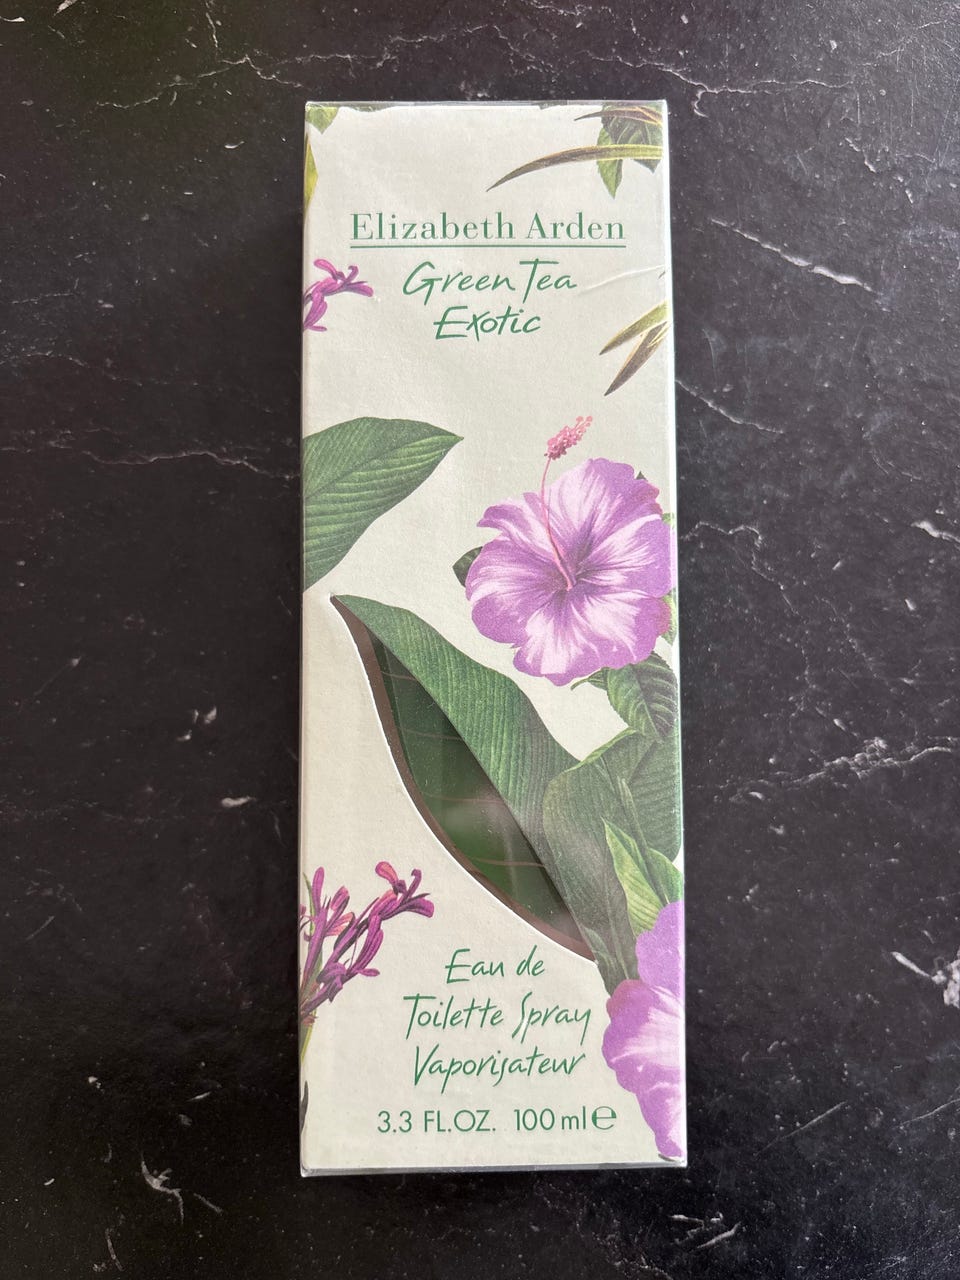 Elizabeth Arden
Green Tea
Exotic
Eau de
Toilette Spray
Vaporisateur
3.3 FL.OZ. 100 ml ℮